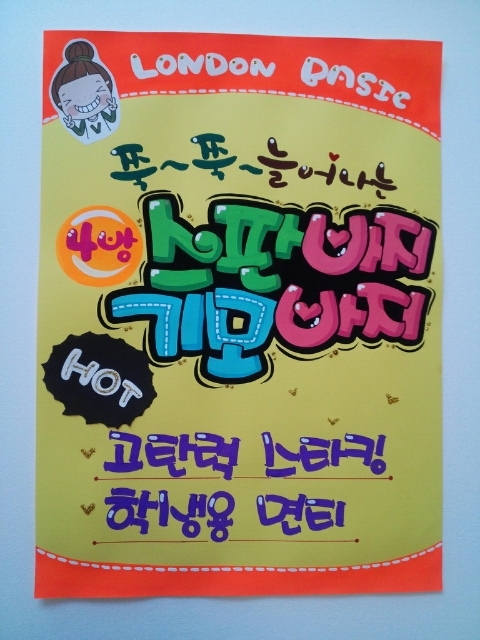 LONDON BASIC
쭉~쭉~늘어나는
4방 스판바지
기모바지
HOT
고탄력 스타킹
학생용 면티